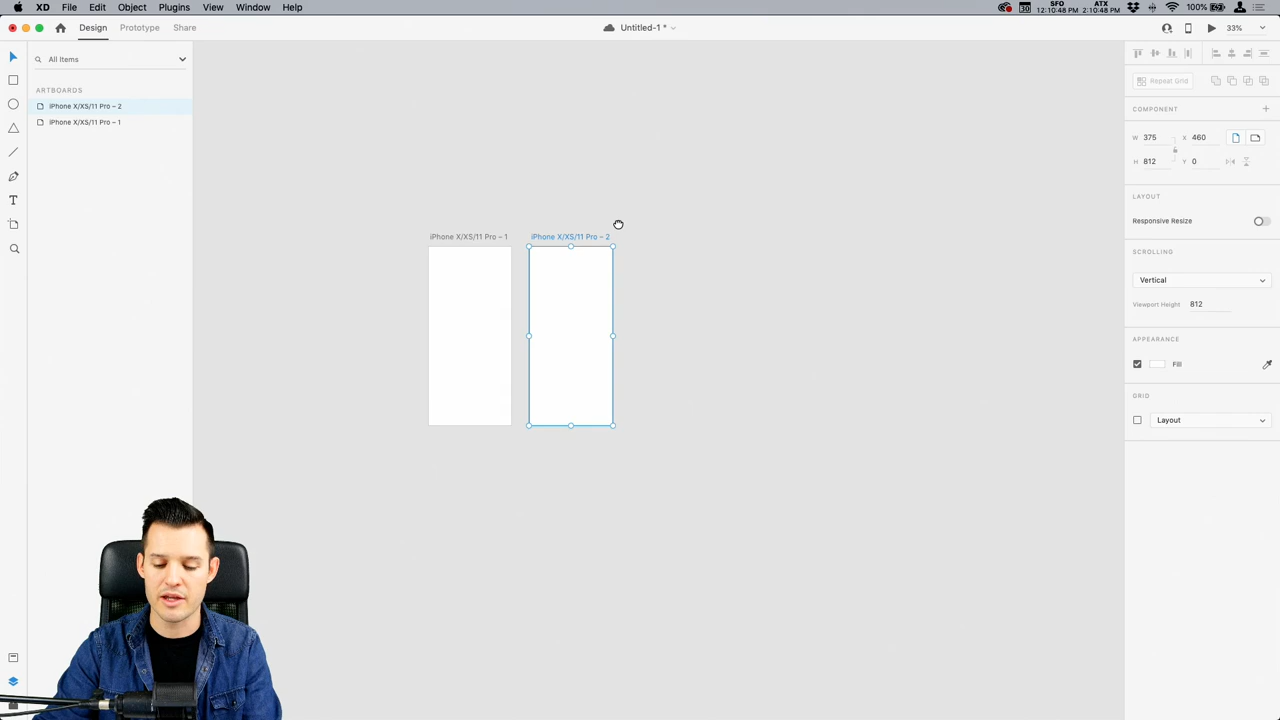 XD File Edit Object Plugins View Window Help
30 SFO 12:10:48 PM ATX 2:10:48 PM 100%
Design Prototype Share
Untitled-1 *
33%
All Items
ARTBOARDS
iPhone X/XS/11 Pro – 2
iPhone X/XS/11 Pro – 1
iPhone X/XS/11 Pro – 1
iPhone X/XS/11 Pro – 2
T
Repeat Grid
COMPONENT
W 375 X 460
H 812 Y 0
LAYOUT
Responsive Resize
SCROLLING
Vertical
Viewport Height 812
APPEARANCE
Fill
GRID
Layout